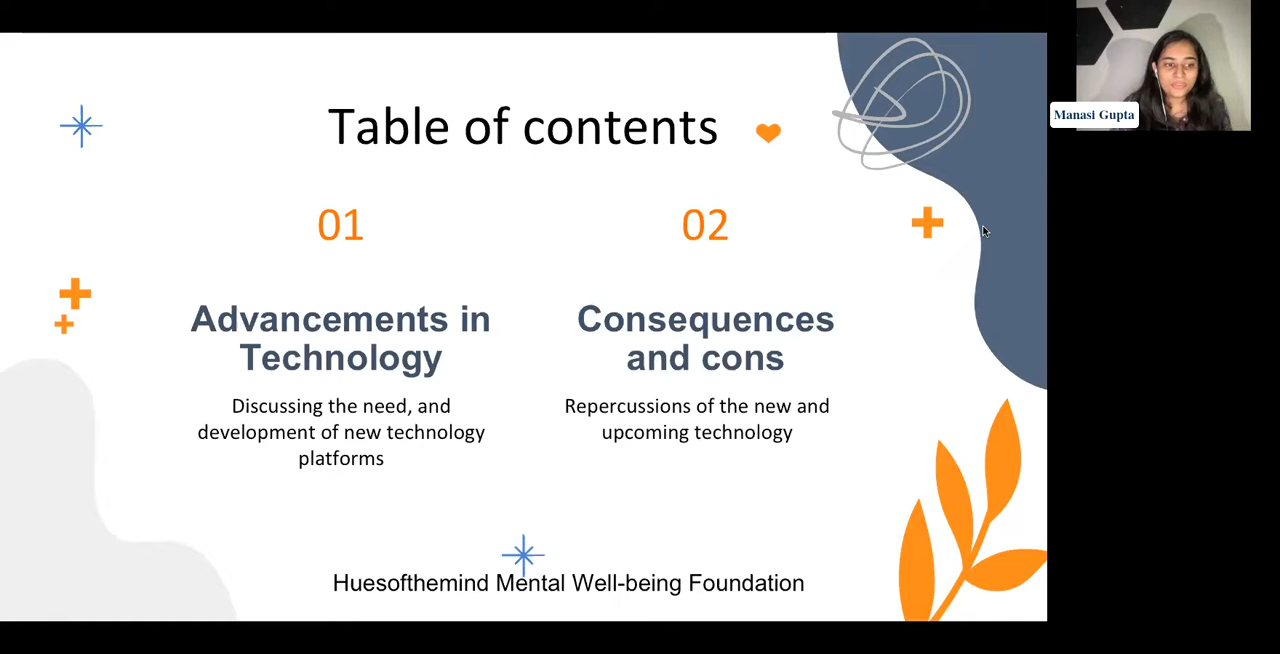 Table of contents
Manasi Gupta
01
02
Advancements in
Technology
Discussing the need, and
development of new technology
platforms
Consequences
and cons
Repercussions of the new and
upcoming technology
Huesofthemind Mental Well-being Foundation